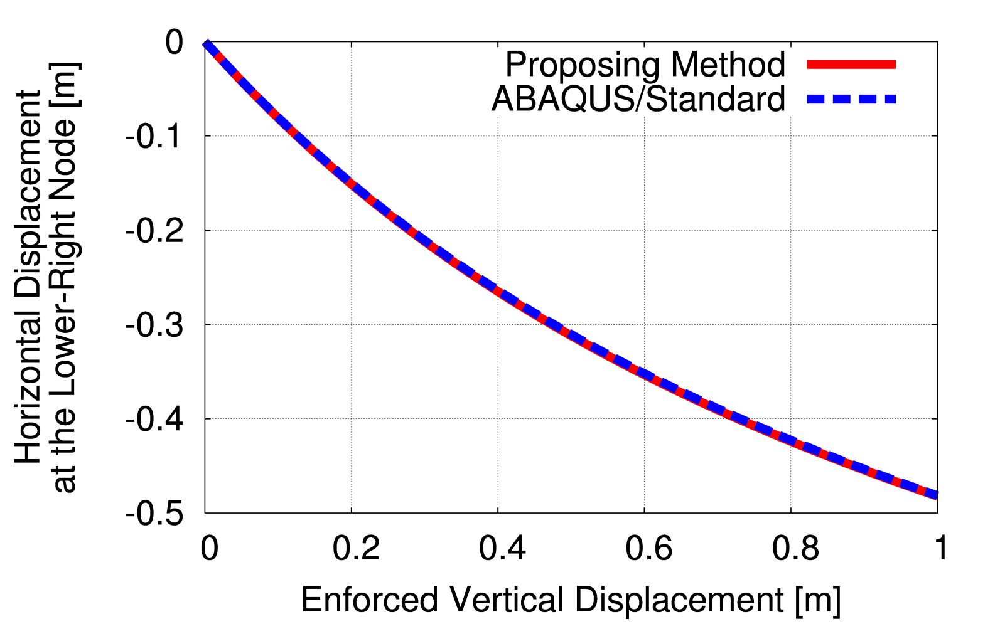 Horizontal Displacement
at the Lower-Right Node [m]
0
-0.1
-0.2
-0.3
-0.4
-0.5
Proposing Method
ABAQUS/Standard
0
0.2
0.4
0.6
0.8
1
Enforced Vertical Displacement [m]